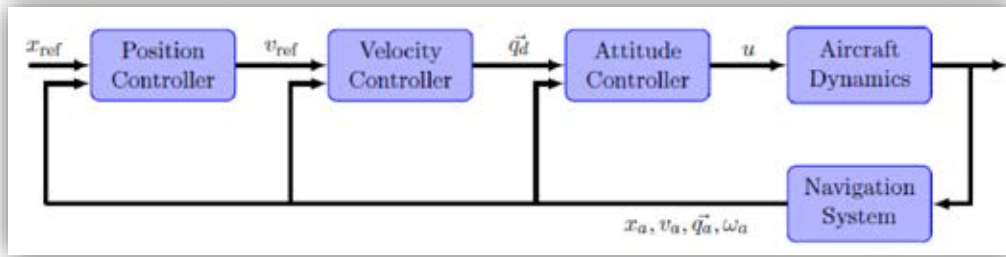 x_ref
Position
Controller
v_ref
Velocity
Controller
q⃗_d
Attitude
Controller
u
Aircraft
Dynamics
Navigation
System
x_a, v_a, q⃗_a, ω_a